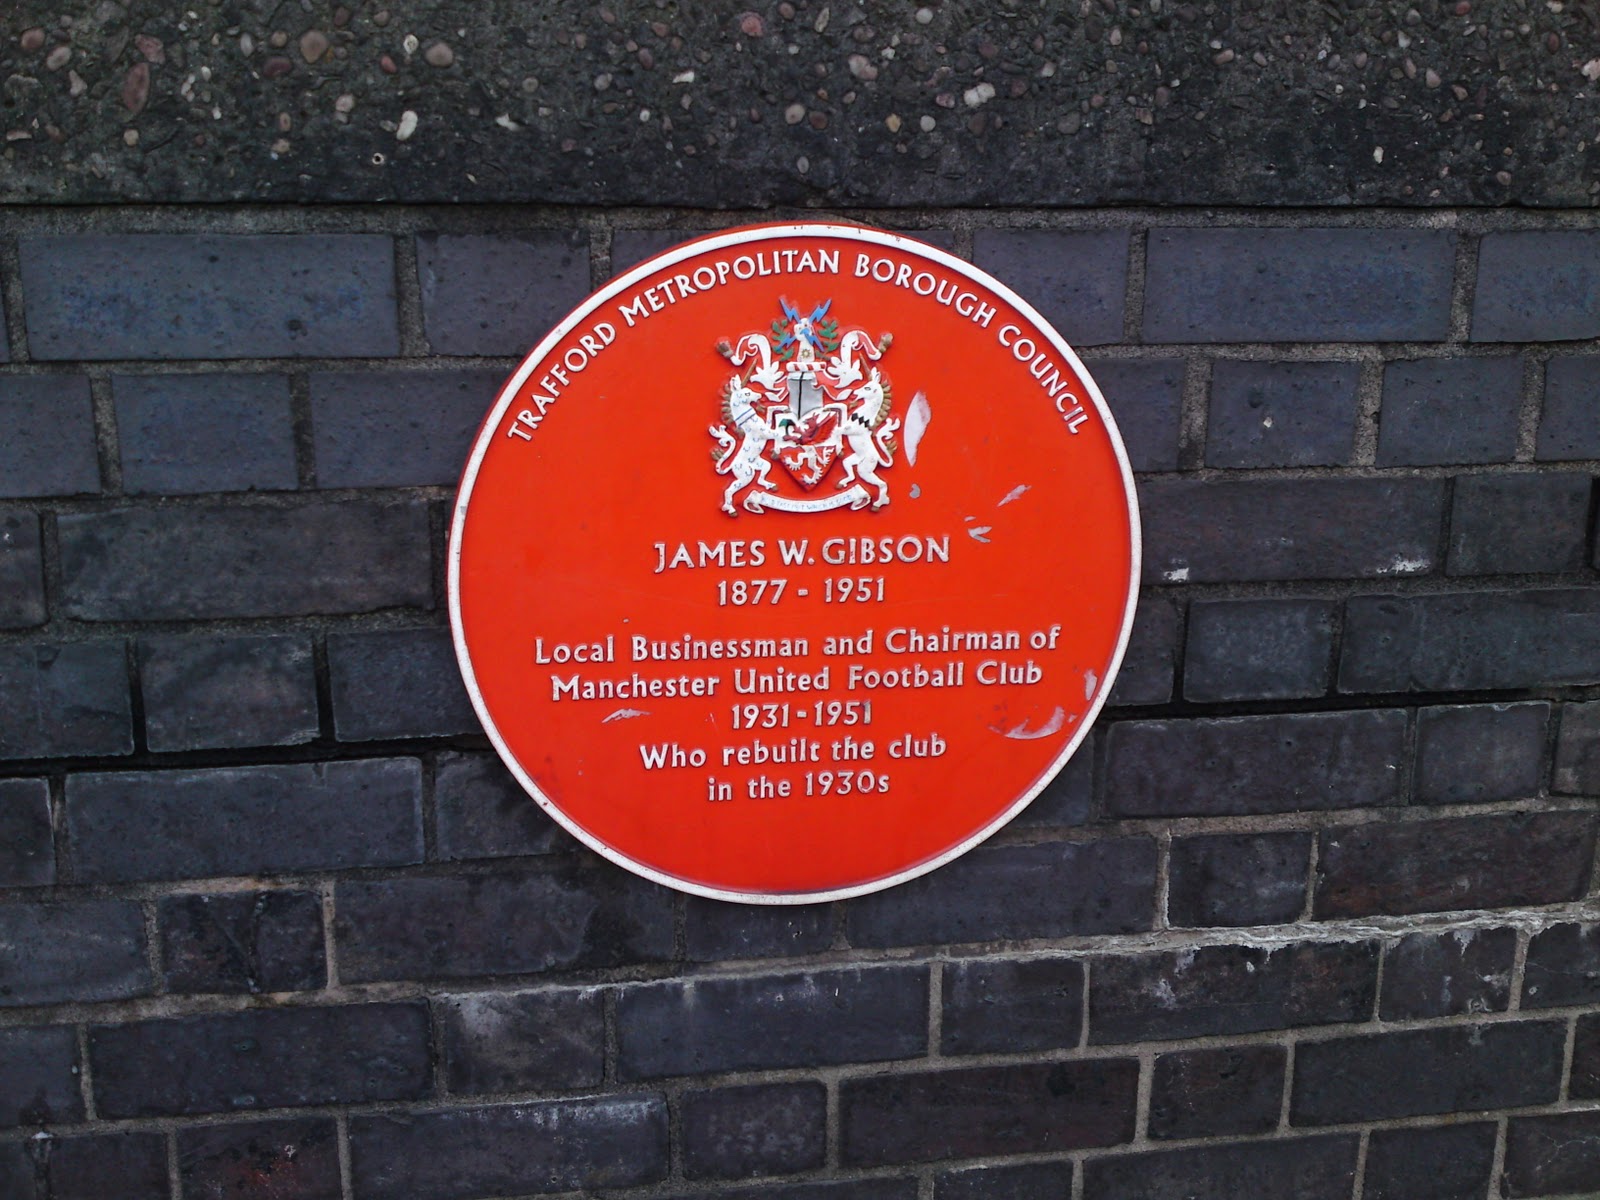 TRAFFORD METROPOLITAN BOROUGH COUNCIL
JAMES W. GIBSON
1877 - 1951
Local Businessman and Chairman of
Manchester United Football Club
1931-1951
Who rebuilt the club
in the 1930s